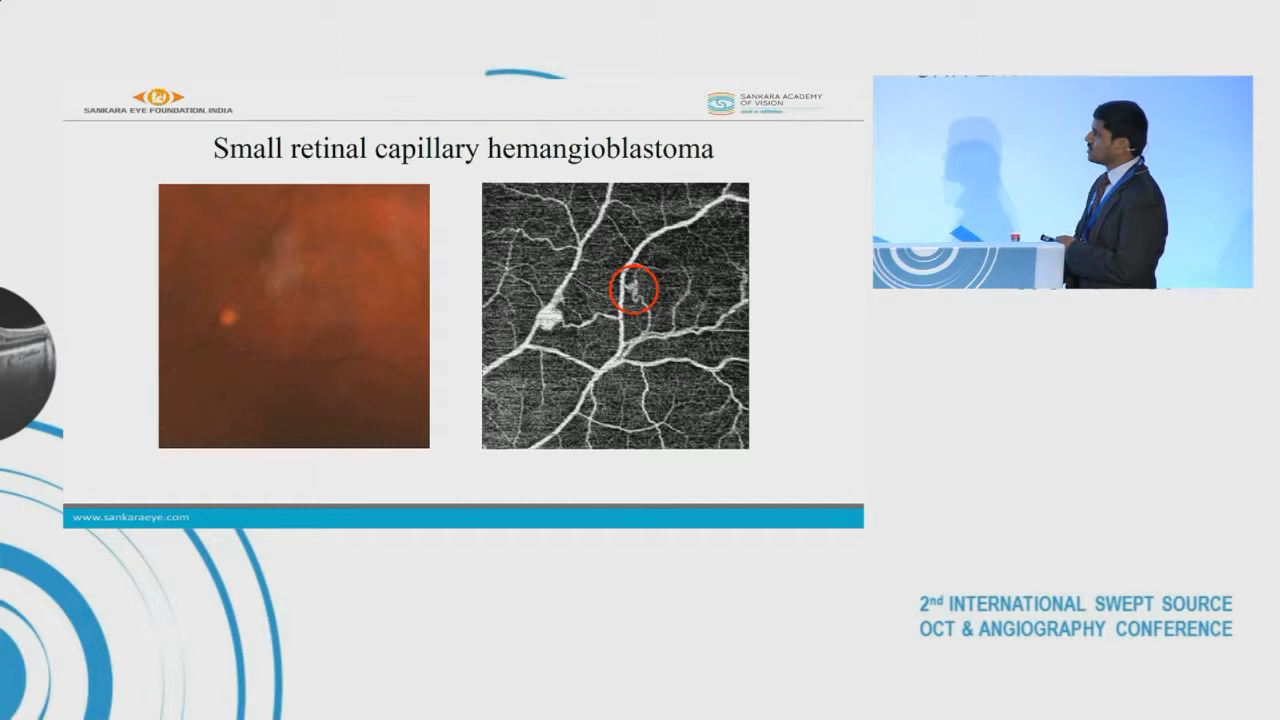 SANKARA EYE FOUNDATION, INDIA
SANKARA ACADEMY
OF VISION
Small retinal capillary hemangioblastoma
www.sankaraeye.com
2nd INTERNATIONAL SWEPT SOURCE
OCT & ANGIOGRAPHY CONFERENCE